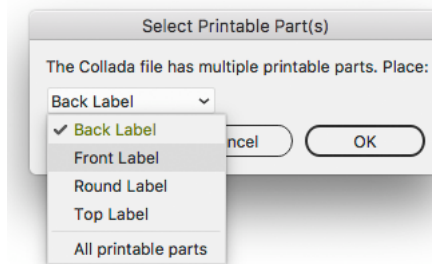 Select Printable Part(s)
The Collada file has multiple printable parts. Place:
Back Label
Back Label
Front Label
ncel
OK
Round Label
Top Label
All printable parts